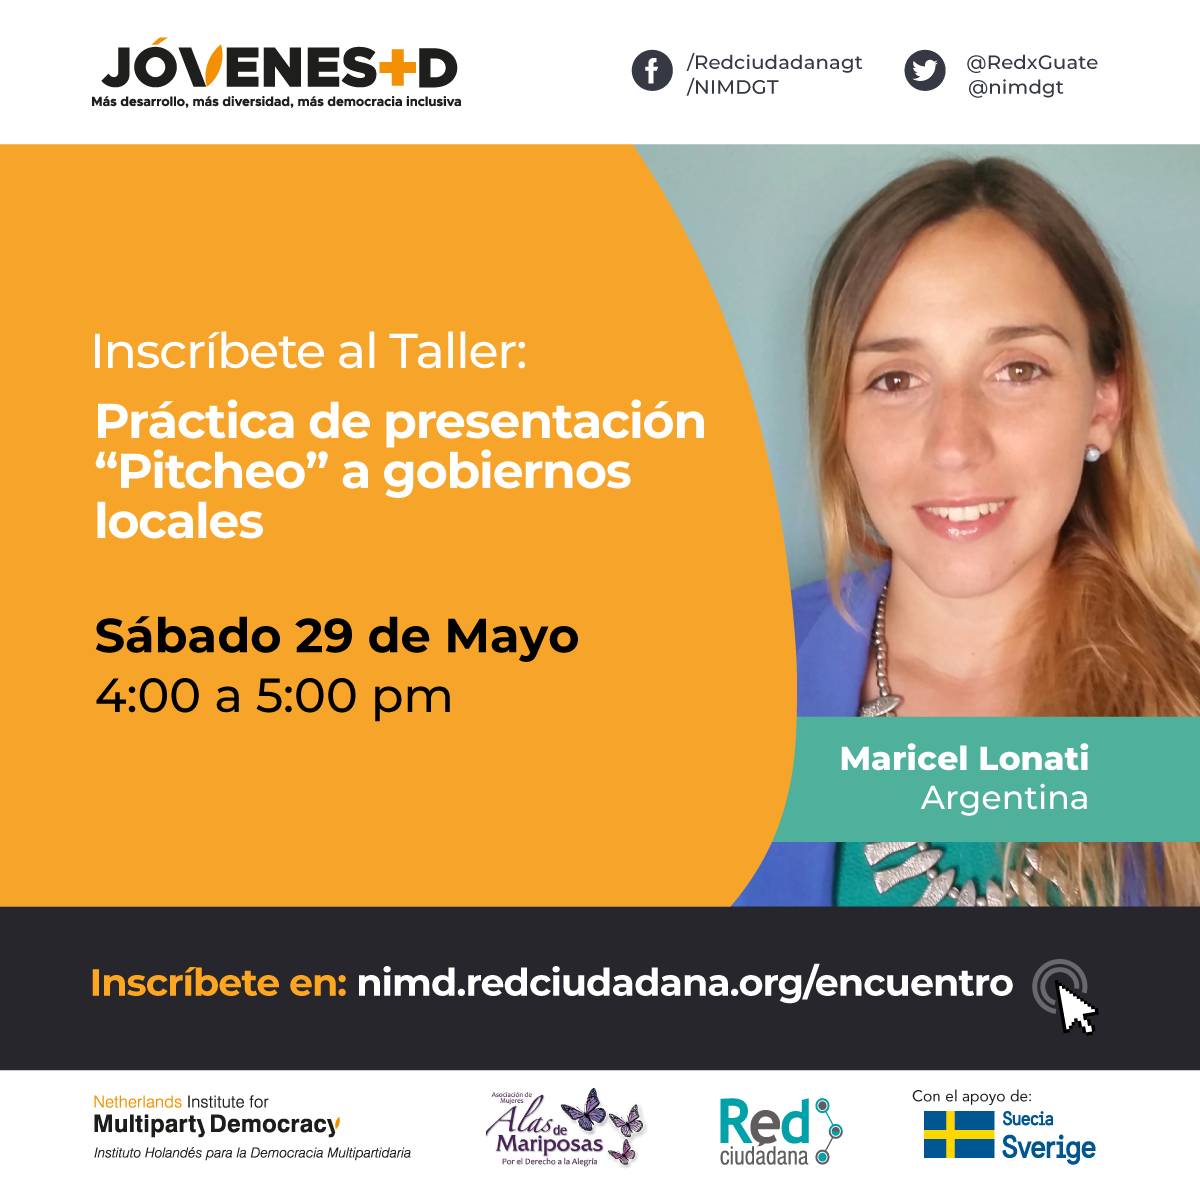 JÓVENES+D
Más desarrollo, más diversidad, más democracia inclusiva
/Redciudadanagt
/NIMDGT
@RedxGuate
@nimdgt
Inscríbete al Taller:
Práctica de presentación
“Pitcheo” a gobiernos
locales
Sábado 29 de Mayo
4:00 a 5:00 pm
Maricel Lonati
Argentina
Inscríbete en: nimd.redciudadana.org/encuentro
Netherlands Institute for
Multiparty Democracy
Instituto Holandés para la Democracia Multipartidaria
Asociación de
Mujeres
Alas de
Mariposas
Por el Derecho a la Alegría
Red
ciudadana
Con el apoyo de:
Suecia
Sverige